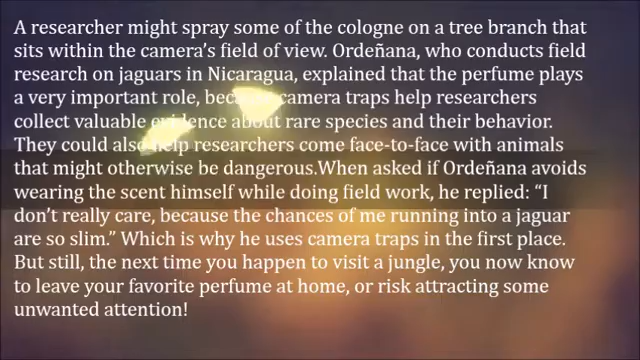 A researcher might spray some of the cologne on a tree branch that
sits within the camera's field of view. Ordeñana, who conducts field
research on jaguars in Nicaragua, explained that the perfume plays
a very important role, because camera traps help researchers
collect valuable evidence about rare species and their behavior.
They could also help researchers come face-to-face with animals
that might otherwise be dangerous.When asked if Ordeñana avoids
wearing the scent himself while doing field work, he replied: “I
don't really care, because the chances of me running into a jaguar
are so slim.” Which is why he uses camera traps in the first place.
But still, the next time you happen to visit a jungle, you now know
to leave your favorite perfume at home, or risk attracting some
unwanted attention!